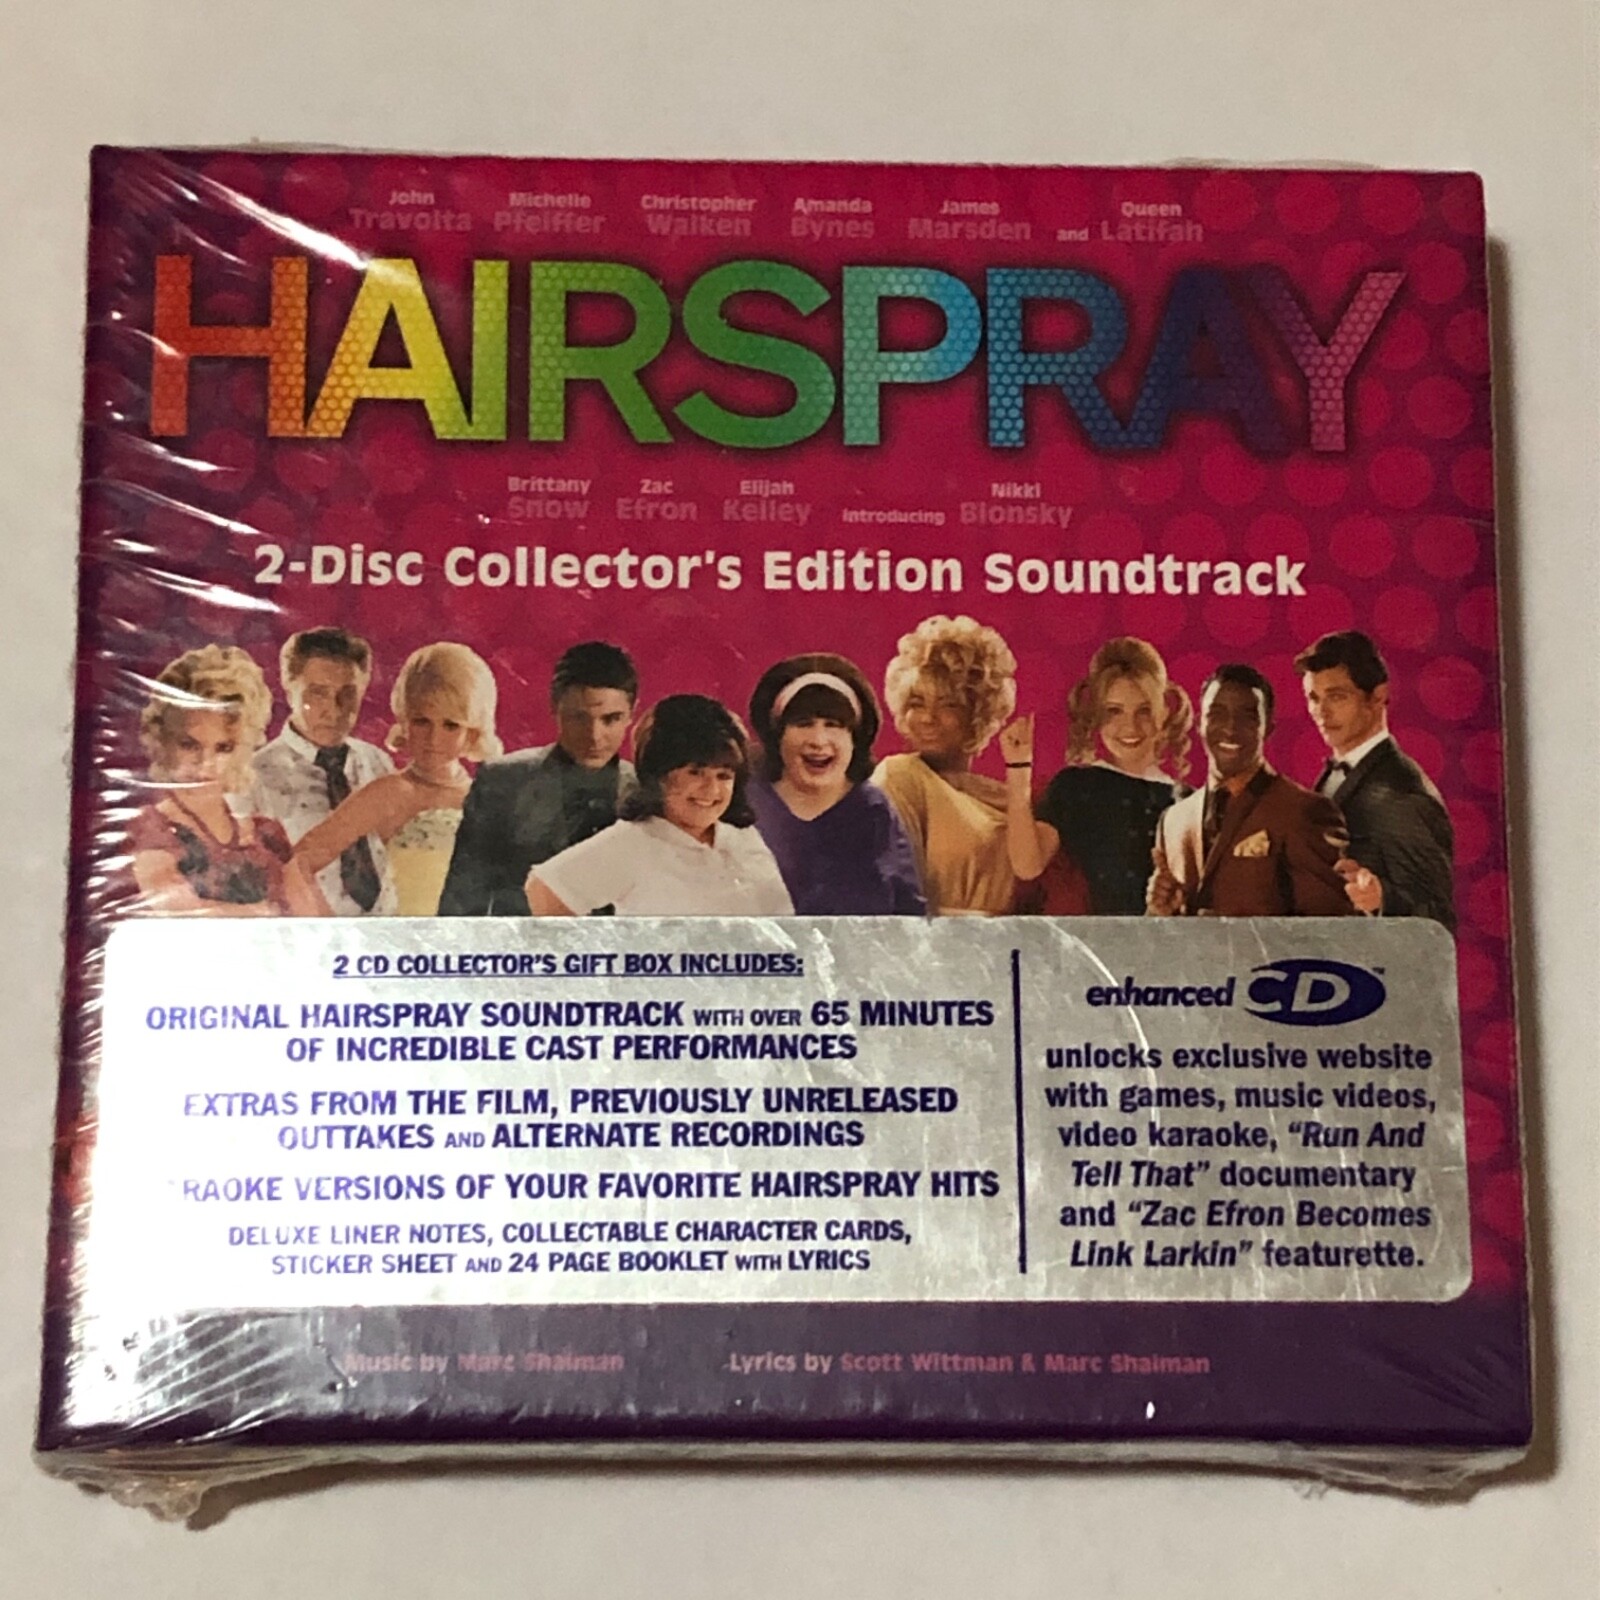 John Michelle Christopher Amanda James Queen
Travolta Pfeiffer Walken Bynes Marsden and Latifah
HAIRSPRAY
Brittany Zac Elijah Nikki
Snow Efron Kelley Introducing Blonsky
2-Disc Collector's Edition Soundtrack
2 CD COLLECTOR'S GIFT BOX INCLUDES:
ORIGINAL HAIRSPRAY SOUNDTRACK WITH OVER 65 MINUTES
OF INCREDIBLE CAST PERFORMANCES
EXTRAS FROM THE FILM, PREVIOUSLY UNRELEASED
OUTTAKES AND ALTERNATE RECORDINGS
RAOKE VERSIONS OF YOUR FAVORITE HAIRSPRAY HITS
DELUXE LINER NOTES, COLLECTABLE CHARACTER CARDS,
STICKER SHEET AND 24 PAGE BOOKLET WITH LYRICS
enhanced CD™
unlocks exclusive website
with games, music videos,
video karaoke, “Run And
Tell That” documentary
and “Zac Efron Becomes
Link Larkin” featurette.
Music by Marc Shaiman Lyrics by Scott Wittman & Marc Shaiman